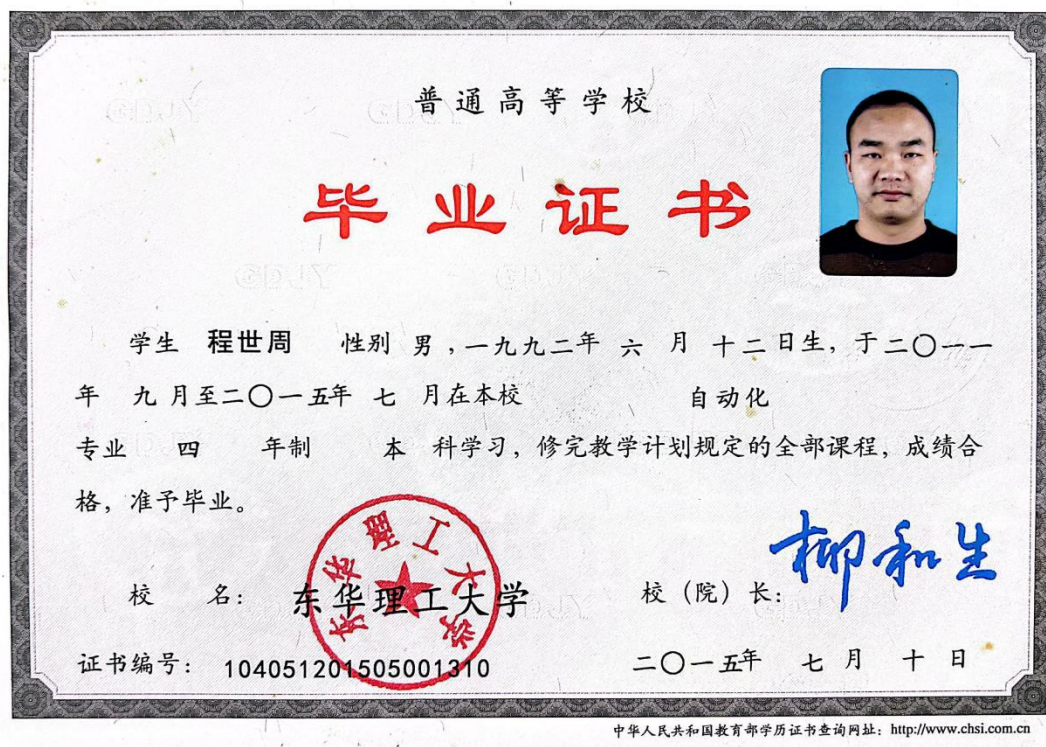 普通高等学校
毕业证书
学生 程世周 性别 男 ,一九九二年 六 月 十二日生，于二〇一一
年 九 月至二〇一五年 七 月在本校 自动化
专业 四 年制 本 科学习，修完教学计划规定的全部课程，成绩合
格，准予毕业。
校 名： 东华理工大学 校（院）长： 柳和生
东华理工大学
证书编号： 104051201505001310 二〇一五年 七 月 十 日
中华人民共和国教育部学历证书查询网址：http://www.chsi.com.cn